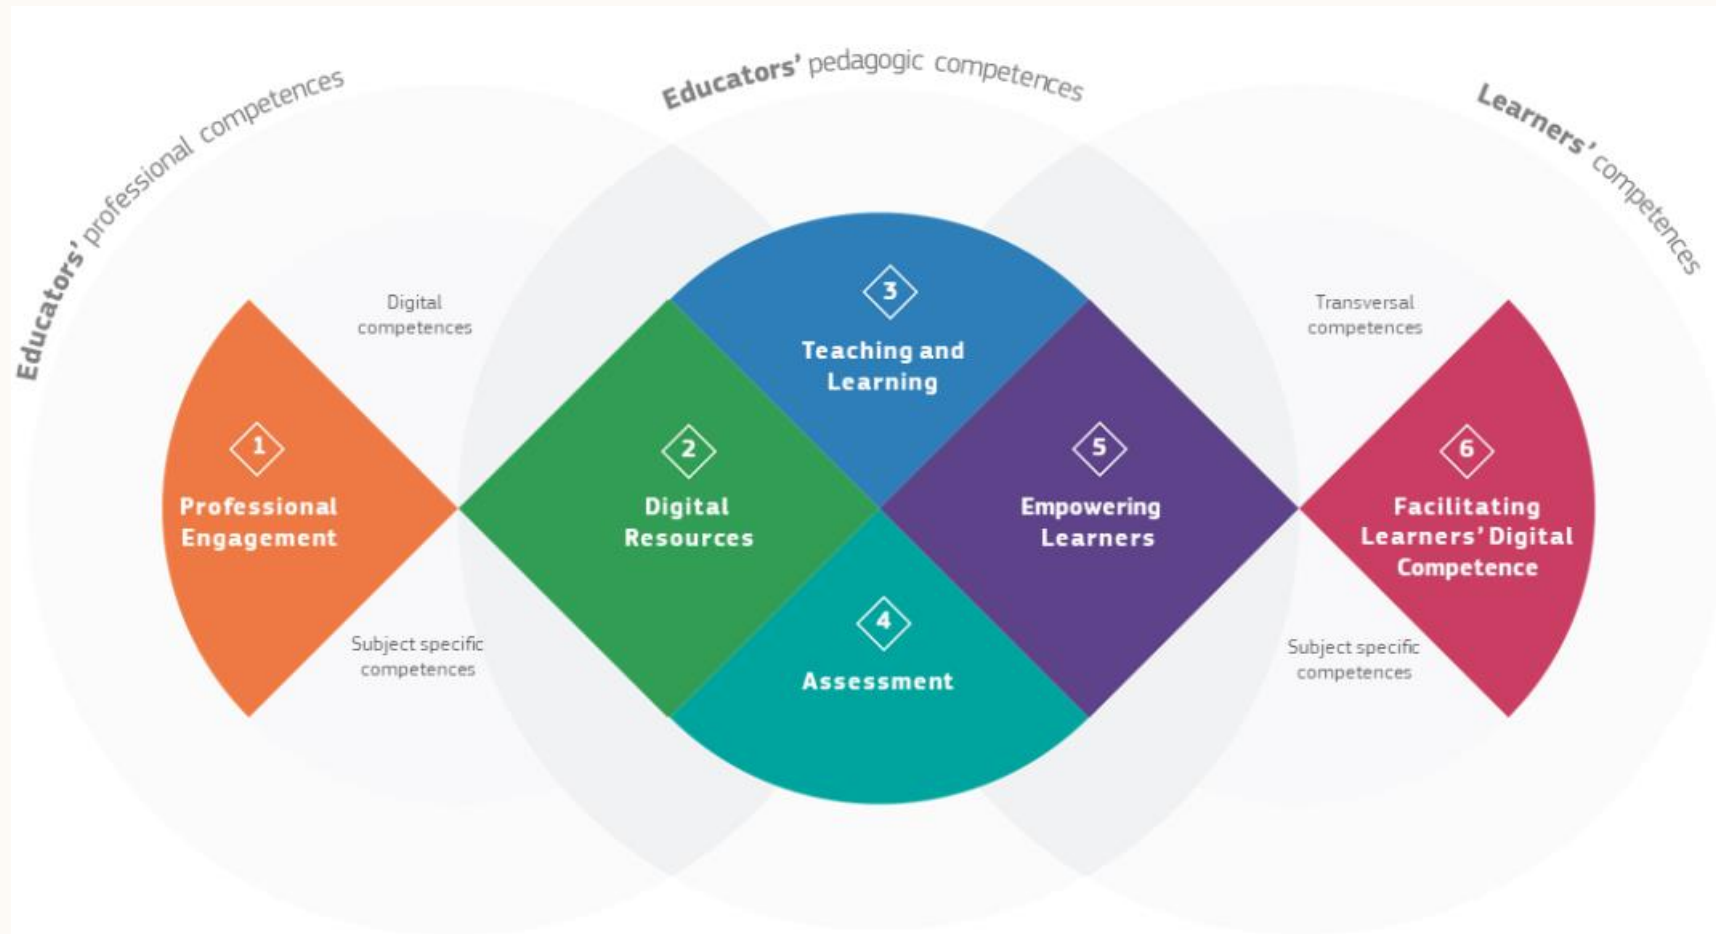 Educators’ professional competences
Educators’ pedagogic competences
Learners’ competences
Digital
competences
Subject specific
competences
1
Professional
Engagement
2
Digital
Resources
3
Teaching and
Learning
4
Assessment
5
Empowering
Learners
Transversal
competences
Subject specific
competences
6
Facilitating
Learners’ Digital
Competence